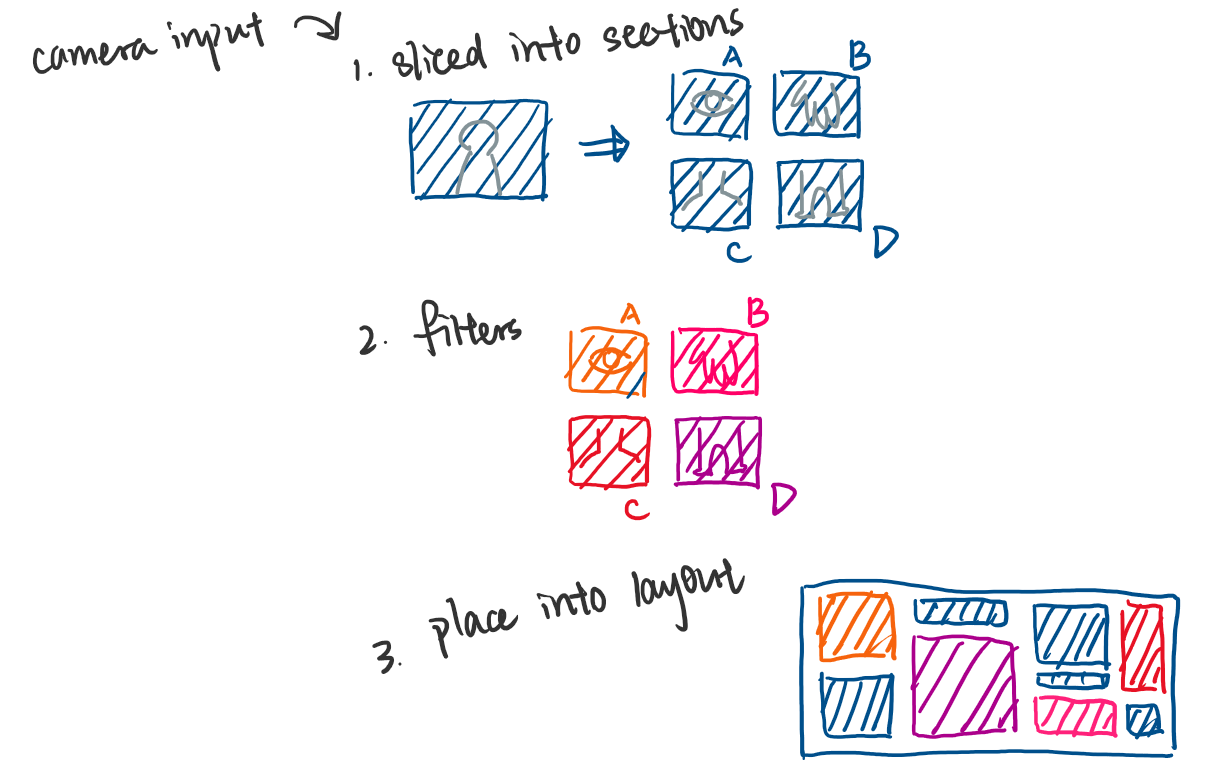 camera input
1. sliced into sections
A B
C D
2. filters
A B
C D
3. place into layout